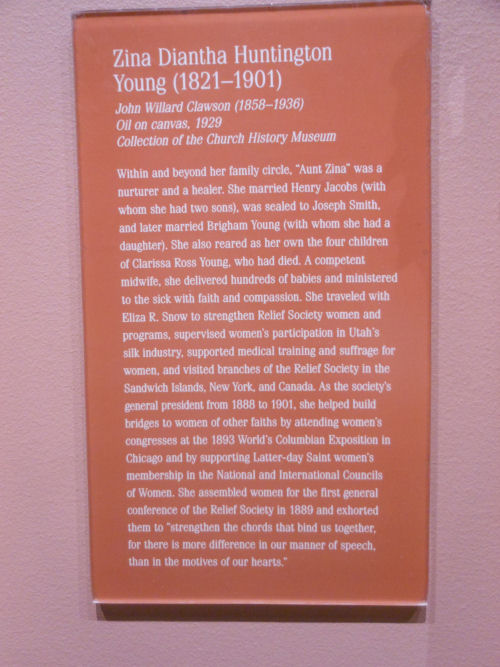 Zina Diantha Huntington
Young (1821–1901)
John Willard Clawson (1858–1936)
Oil on canvas, 1929
Collection of the Church History Museum
Within and beyond her family circle, “Aunt Zina” was a
nurturer and a healer. She married Henry Jacobs (with
whom she had two sons), was sealed to Joseph Smith,
and later married Brigham Young (with whom she had a
daughter). She also reared as her own the four children
of Clarissa Ross Young, who had died. A competent
midwife, she delivered hundreds of babies and ministered
to the sick with faith and compassion. She traveled with
Eliza R. Snow to strengthen Relief Society women and
programs, supervised women’s participation in Utah’s
silk industry, supported medical training and suffrage for
women, and visited branches of the Relief Society in the
Sandwich Islands, New York, and Canada. As the society’s
general president from 1888 to 1901, she helped build
bridges to women of other faiths by attending women’s
congresses at the 1893 World’s Columbian Exposition in
Chicago and by supporting Latter-day Saint women’s
membership in the National and International Councils
of Women. She assembled women for the first general
conference of the Relief Society in 1889 and exhorted
them to “strengthen the chords that bind us together,
for there is more difference in our manner of speech,
than in the motives of our hearts.”